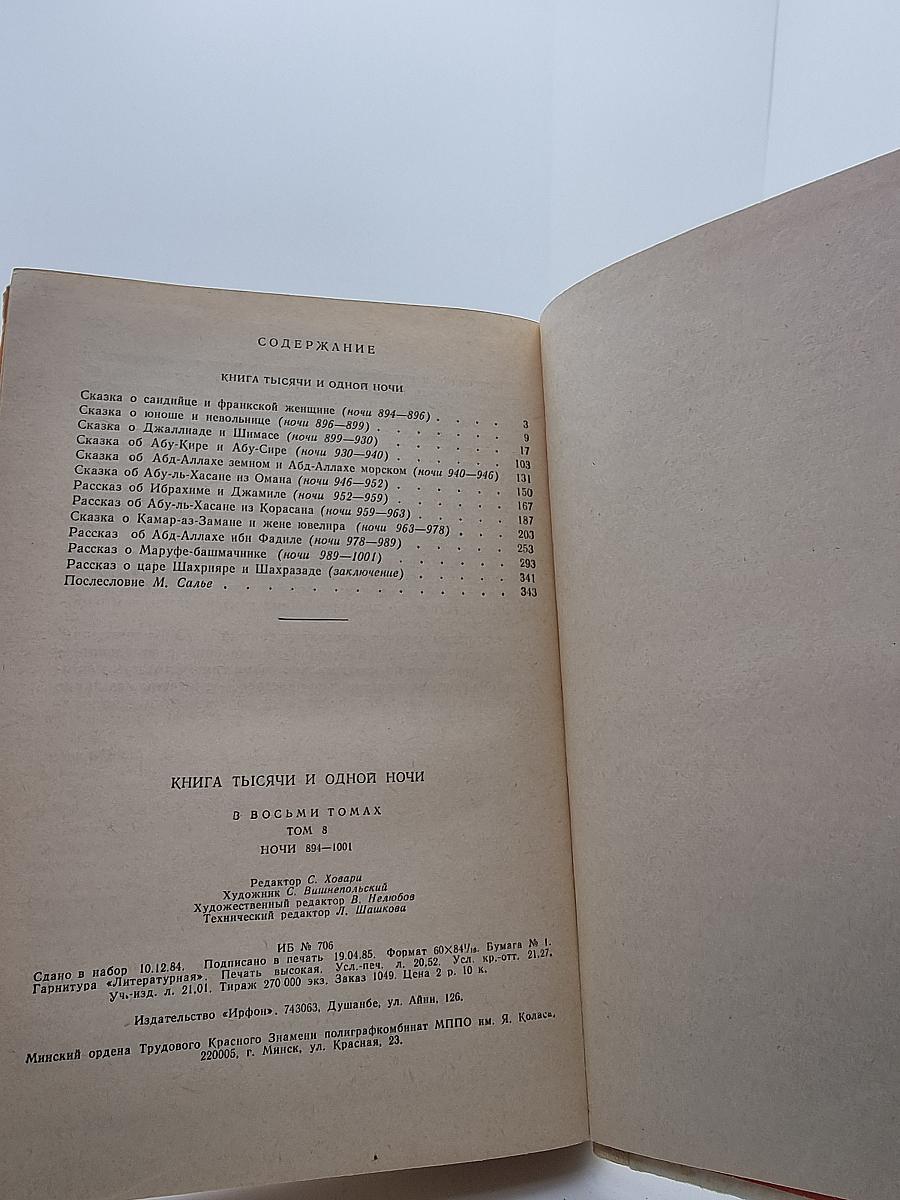 СОДЕРЖАНИЕ
КНИГА ТЫСЯЧИ И ОДНОЙ НОЧИ
Сказка о саидийце и франкской женщине (ночи 894—896) . . . . 3
Сказка о юноше и невольнице (ночи 896—899) . . . . . . . 9
Сказка о Джаллиаде и Шимасе (ночи 899—930) . . . . . . 17
Сказка об Абу-Кире и Абу-Сире (ночи 930—940) . . . . . . 103
Сказка об Абд-Аллахе земном и Абд-Аллахе морском (ночи 940—946) 131
Сказка об Абу-ль-Хасане из Омана (ночи 946—952) . . . . . 150
Рассказ об Ибрахиме и Джамиле (ночи 952—959) . . . . . . 167
Рассказ об Абу-ль-Хасане из Корасана (ночи 959—963) . . . . . 187
Сказка о Камар-аз-Замане и жене ювелира (ночи 963—978) . . . 203
Рассказ об Абд-Аллахе ибн Фадиле (ночи 978—989) . . . . . 253
Рассказ о Маруфе-башмачнике (ночи 989—1001) . . . . . . 293
Рассказ о царе Шахрияре и Шахразаде (заключение) . . . . . 341
Послесловие М. Салье . . . . . . . . . . . . . 343
КНИГА ТЫСЯЧИ И ОДНОЙ НОЧИ
В ВОСЬМИ ТОМАХ
ТОМ 8
НОЧИ 894—1001
Редактор С. Ховари
Художник С. Вишнепольский
Художественный редактор В. Нелюбов
Технический редактор Л. Шашкова
ИБ № 706
Сдано в набор 10.12.84. Подписано в печать 19.04.85. Формат 60×84¹/₁₆. Бумага № 1.
Гарнитура «Литературная». Печать высокая. Усл.-печ. л. 20,52. Усл. кр.-отт. 21,27.
Уч.-изд. л. 21,01. Тираж 270 000 экз. Заказ 1049. Цена 2 р. 10 к.
Издательство «Ирфон». 743063, Душанбе, ул. Айни, 126.
Минский ордена Трудового Красного Знамени полиграфкомбинат МППО им. Я. Коласа.
220005, г. Минск, ул. Красная, 23.